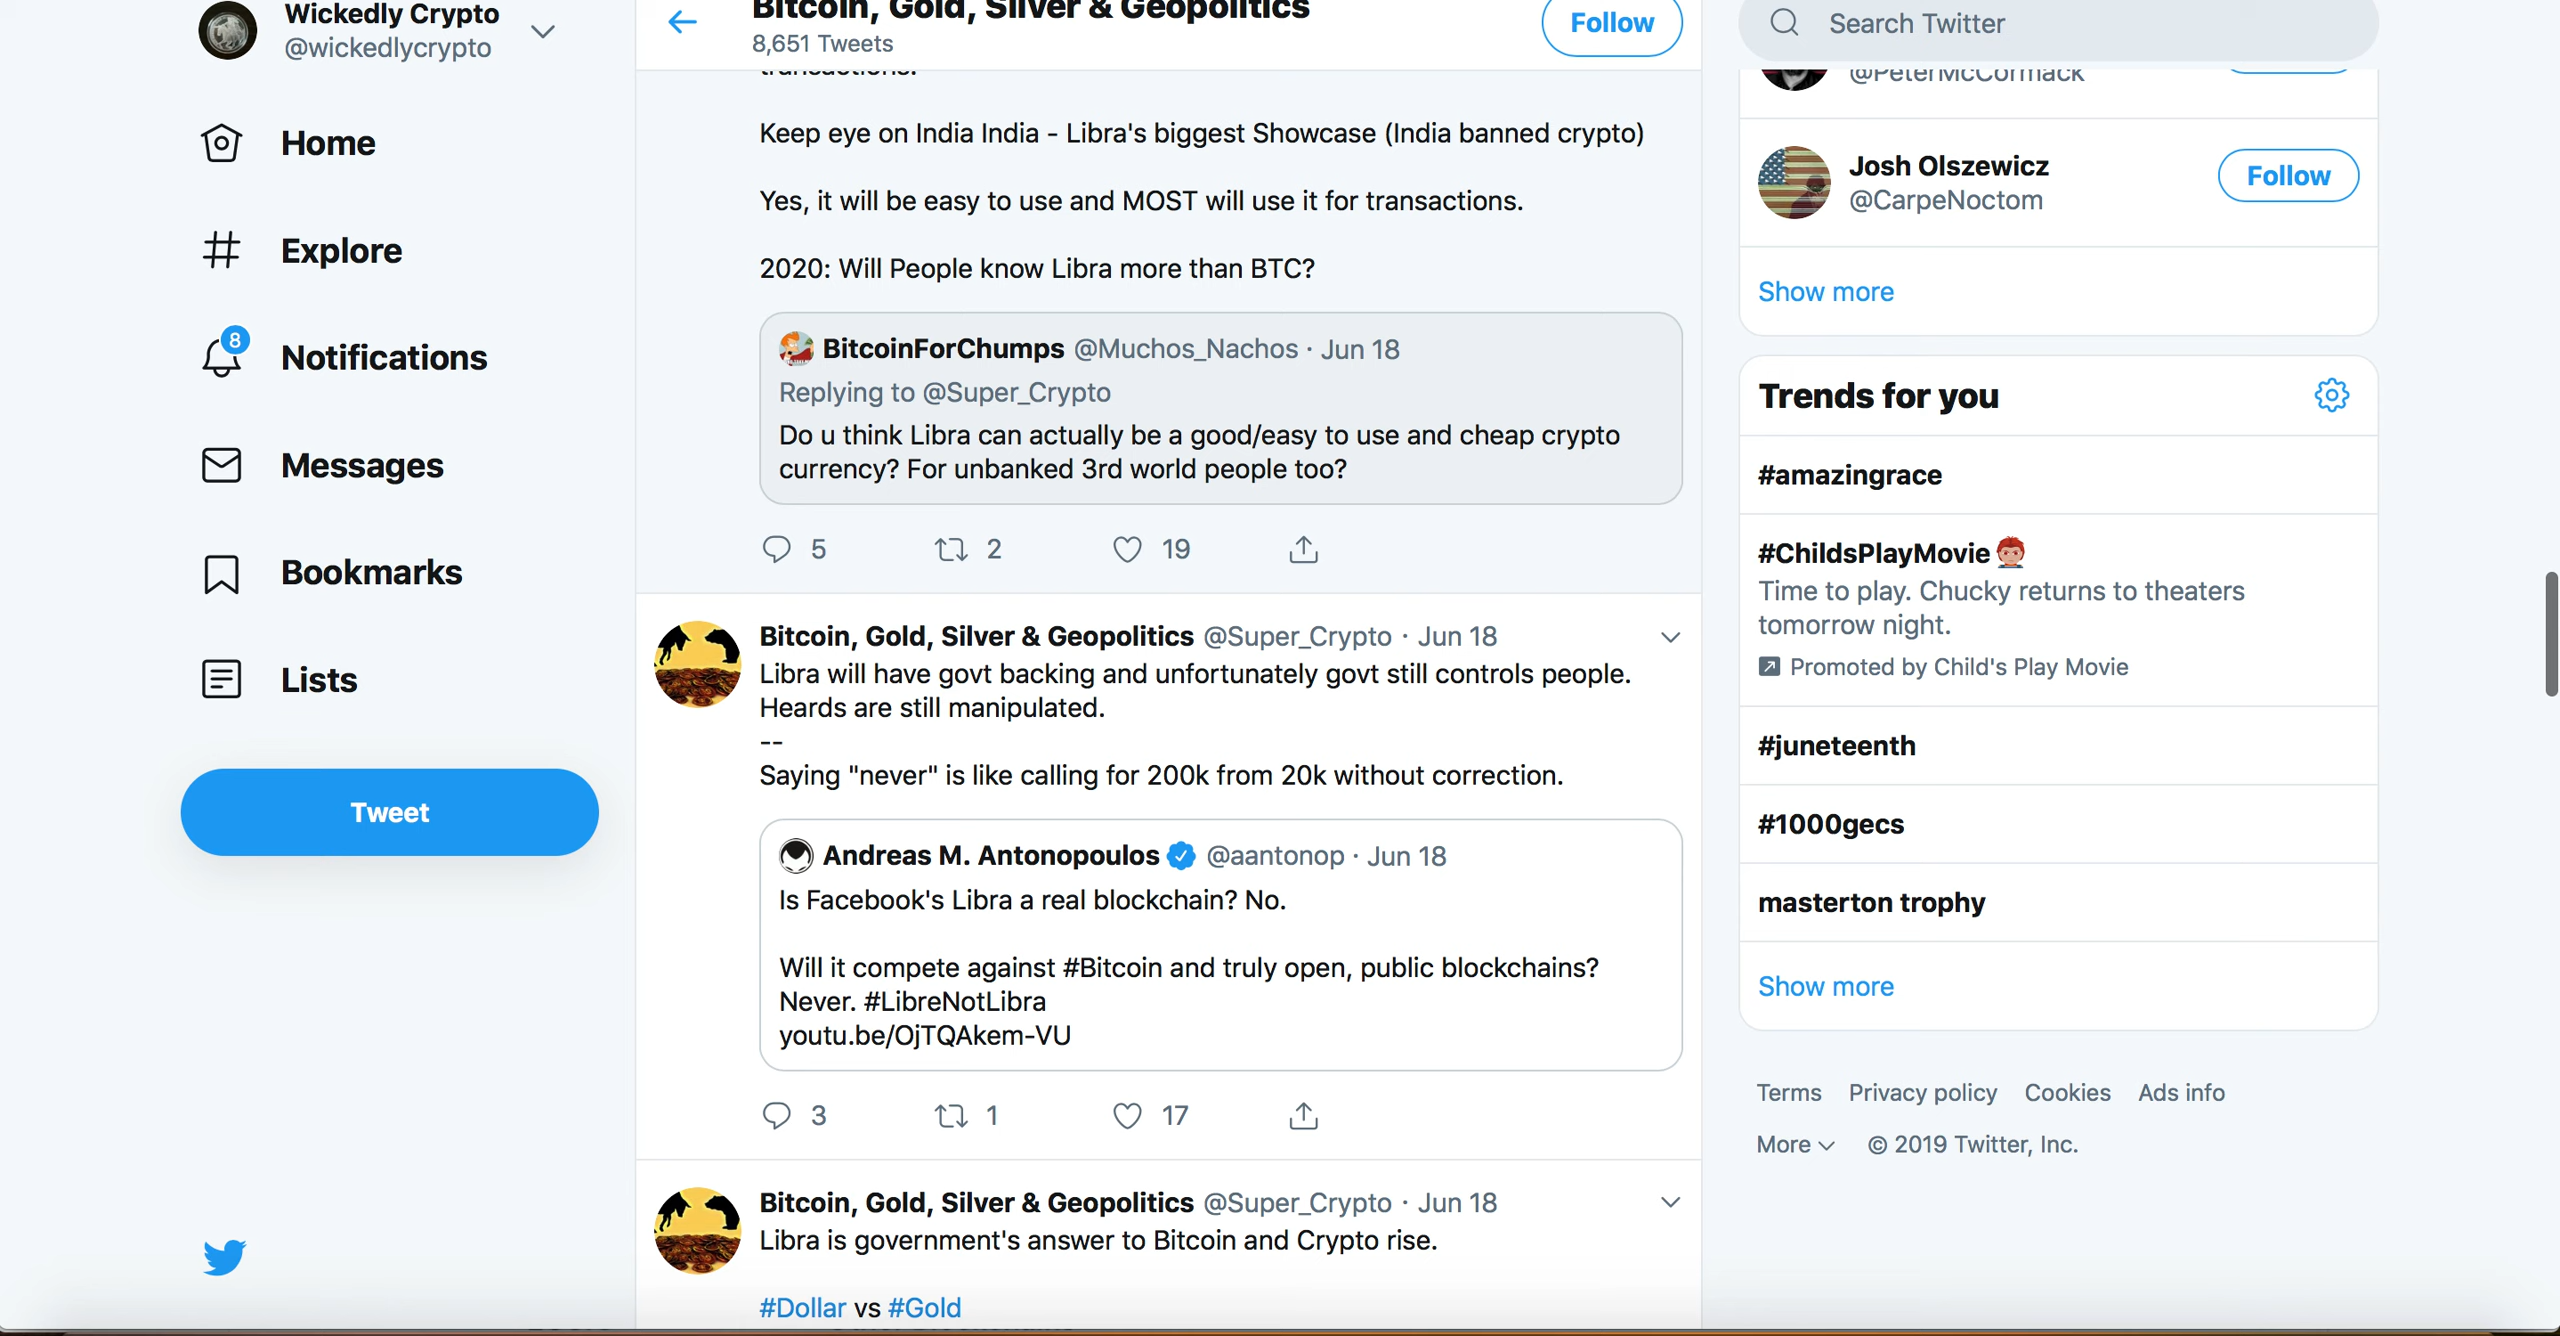 Wickedly Crypto
@wickedlycrypto
Home
Explore
8
Notifications
Messages
Bookmarks
Lists
Tweet
Bitcoin, Gold, Silver & Geopolitics
8,651 Tweets
Follow
transactions.
Keep eye on India India - Libra's biggest Showcase (India banned crypto)
Yes, it will be easy to use and MOST will use it for transactions.
2020: Will People know Libra more than BTC?
BitcoinForChumps @Muchos_Nachos · Jun 18
Replying to @Super_Crypto
Do u think Libra can actually be a good/easy to use and cheap crypto
currency? For unbanked 3rd world people too?
5 2 19
Bitcoin, Gold, Silver & Geopolitics @Super_Crypto · Jun 18
Libra will have govt backing and unfortunately govt still controls people.
Heards are still manipulated.
--
Saying "never" is like calling for 200k from 20k without correction.
Andreas M. Antonopoulos @aantonop · Jun 18
Is Facebook's Libra a real blockchain? No.
Will it compete against #Bitcoin and truly open, public blockchains?
Never. #LibreNotLibra
youtu.be/OjTQAkem-VU
3 1 17
Bitcoin, Gold, Silver & Geopolitics @Super_Crypto · Jun 18
Libra is government's answer to Bitcoin and Crypto rise.
#Dollar vs #Gold
Search Twitter
@PeterMcCormack
Josh Olszewicz
@CarpeNoctom
Follow
Show more
Trends for you
#amazingrace
#ChildsPlayMovie
Time to play. Chucky returns to theaters
tomorrow night.
Promoted by Child's Play Movie
#juneteenth
#1000gecs
masterton trophy
Show more
Terms Privacy policy Cookies Ads info
More © 2019 Twitter, Inc.